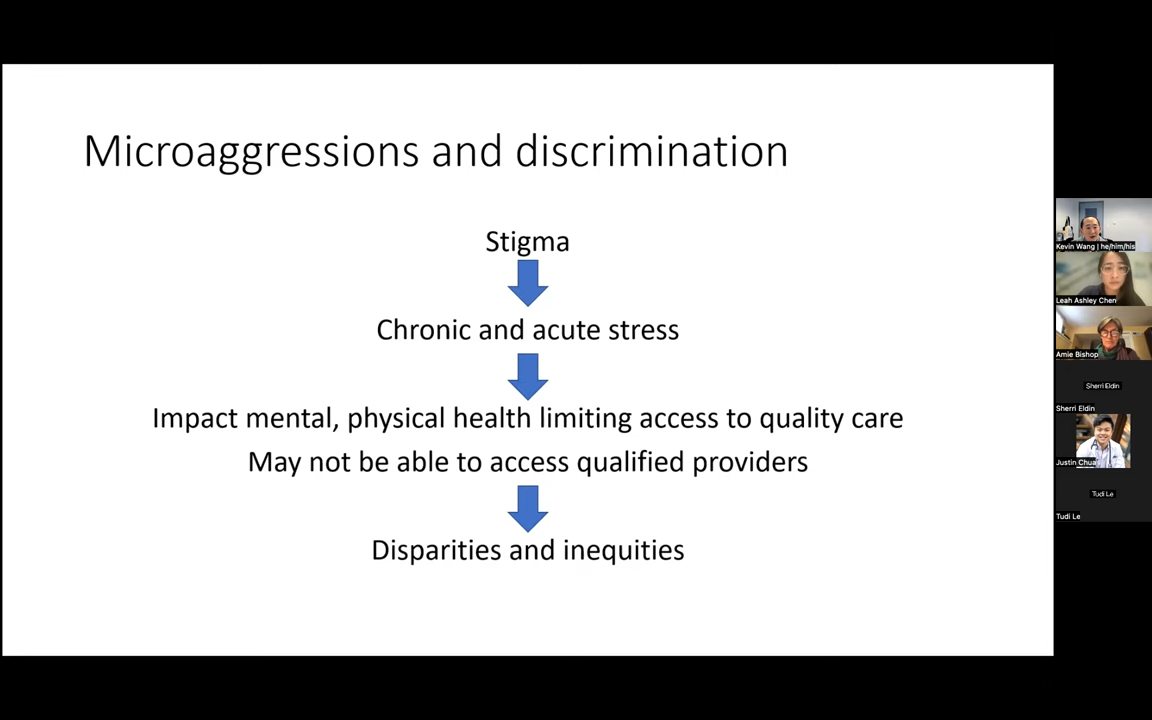 Microaggressions and discrimination
Stigma
Chronic and acute stress
Impact mental, physical health limiting access to quality care
May not be able to access qualified providers
Disparities and inequities
Kevin Wang | he/him/his
Leah Ashley Chen
Amie Bishop
Sherri Eldin
Sherri Eldin
Justin Chua
Tudi Le
Tudi Le